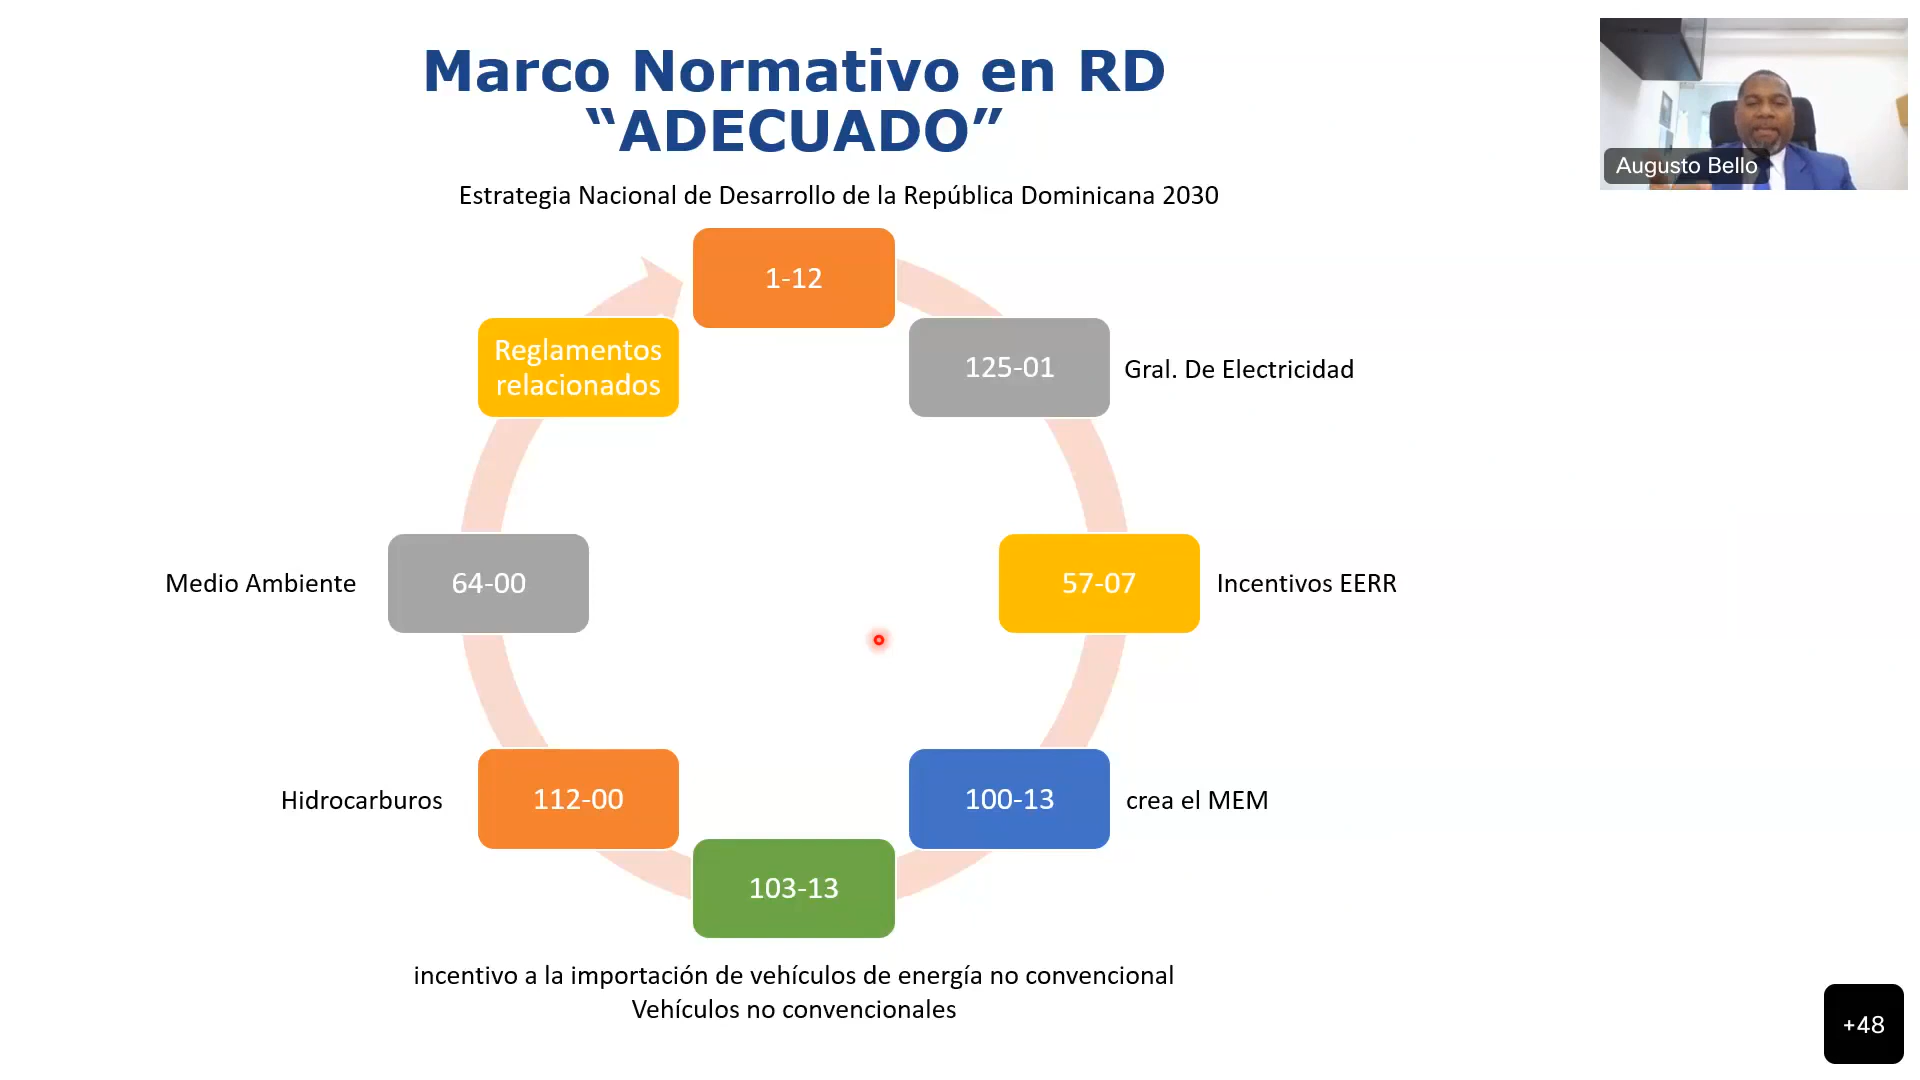 Marco Normativo en RD
“ADECUADO”
Augusto Bello
Estrategia Nacional de Desarrollo de la República Dominicana 2030
1-12
Reglamentos
relacionados
125-01
Gral. De Electricidad
Medio Ambiente
64-00
57-07
Incentivos EERR
Hidrocarburos
112-00
100-13
crea el MEM
103-13
incentivo a la importación de vehículos de energía no convencional
Vehículos no convencionales
+48